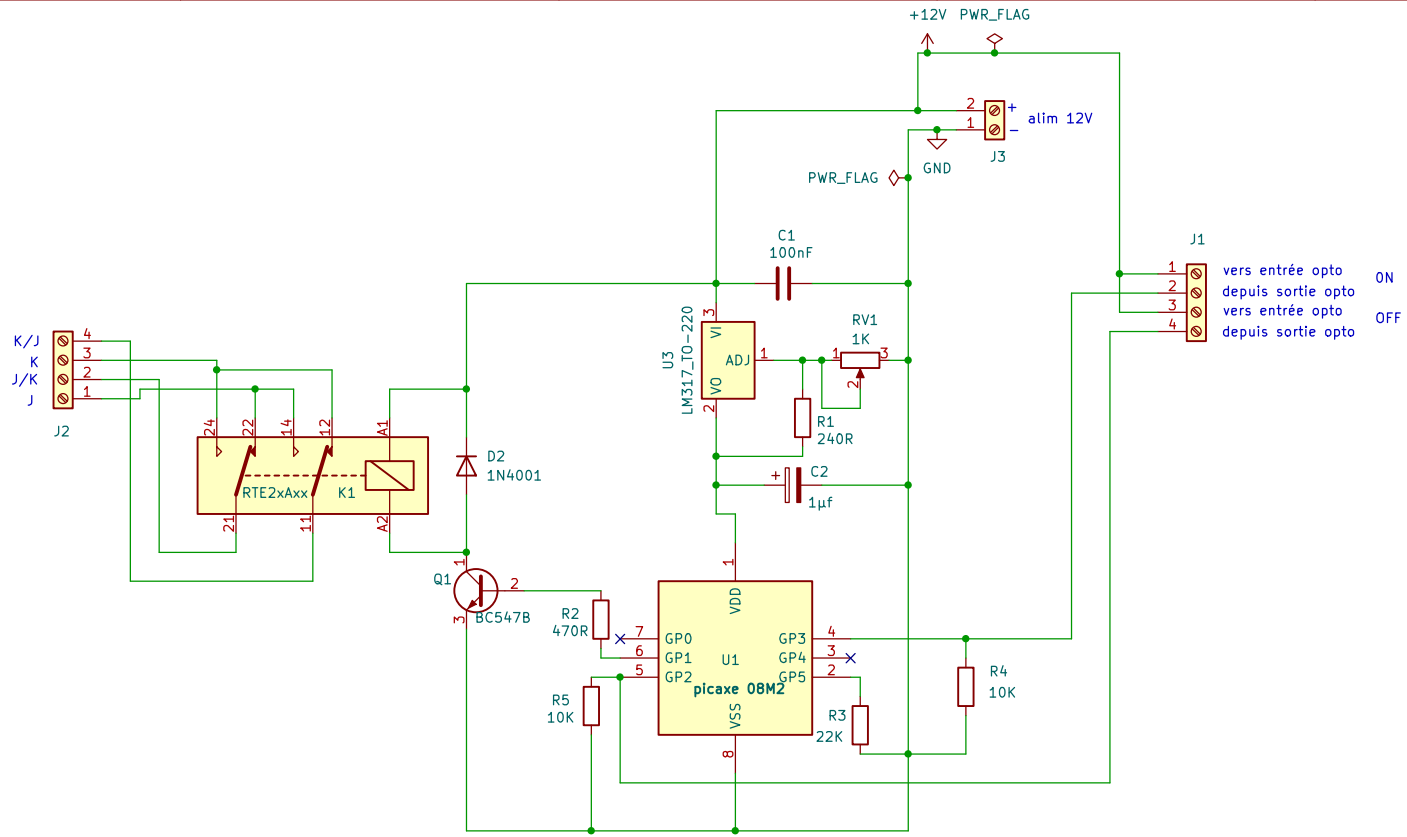 +12V PWR_FLAG
2 +
alim 12V
1 −
J3
GND
PWR_FLAG
C1
100nF
J1
1 vers entrée opto
ON
2 depuis sortie opto
3 vers entrée opto
OFF
4 depuis sortie opto
U3
LM317_TO-220
3
VI
ADJ
1
VO
2
RV1
1K
1
3
2
R1
240R
C2
+
1µf
K/J 4
K 3
J/K 2
J 1
J2
24
22
14
12
A1
RTE2xAxx
K1
21
11
A2
D2
1N4001
Q1
1
2
3
BC547B
R2
470R
1
VDD
7 GP0
6 GP1
5 GP2
GP3 4
GP4 3
GP5 2
U1
picaxe 08M2
VSS
8
R5
10K
R3
22K
R4
10K